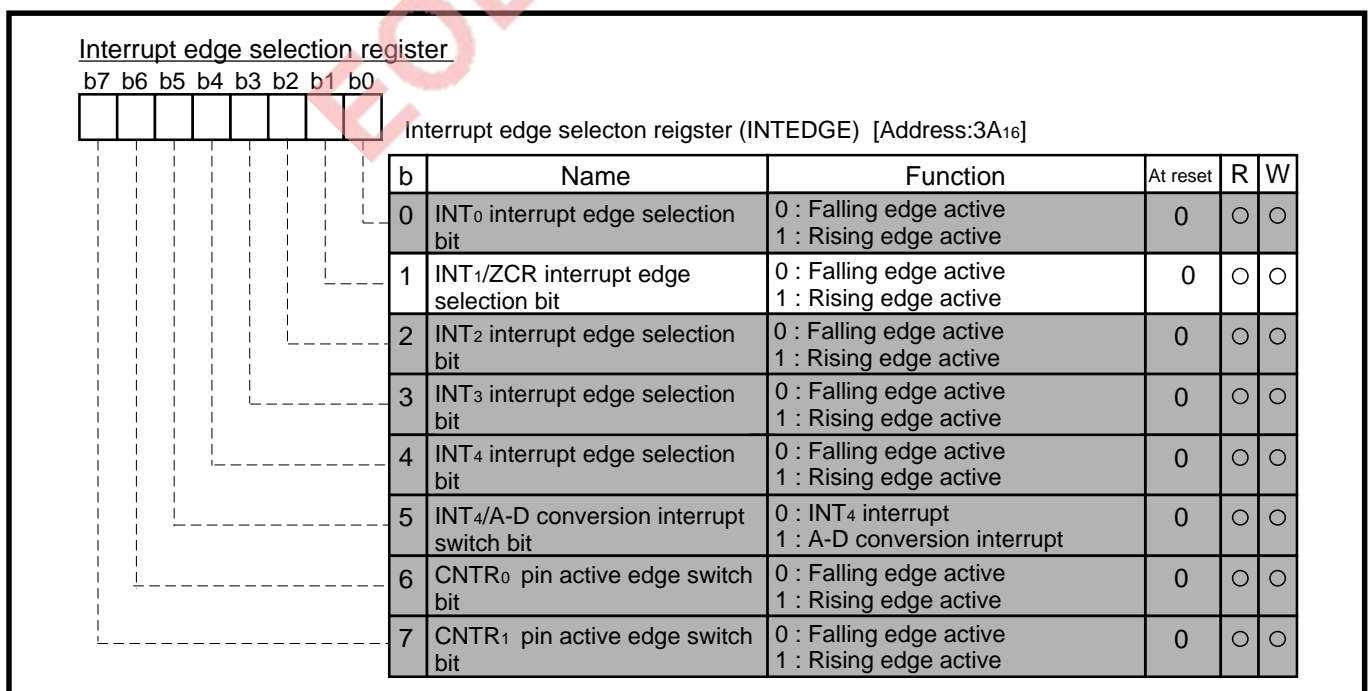 Interrupt edge selection register
b7 b6 b5 b4 b3 b2 b1 b0
Interrupt edge selecton reigster (INTEDGE) [Address:3A16]
b Name Function At reset R W
0 INT0 interrupt edge selection bit 0 : Falling edge active 1 : Rising edge active 0 ○ ○
1 INT1/ZCR interrupt edge selection bit 0 : Falling edge active 1 : Rising edge active 0 ○ ○
2 INT2 interrupt edge selection bit 0 : Falling edge active 1 : Rising edge active 0 ○ ○
3 INT3 interrupt edge selection bit 0 : Falling edge active 1 : Rising edge active 0 ○ ○
4 INT4 interrupt edge selection bit 0 : Falling edge active 1 : Rising edge active 0 ○ ○
5 INT4/A-D conversion interrupt switch bit 0 : INT4 interrupt 1 : A-D conversion interrupt 0 ○ ○
6 CNTR0 pin active edge switch bit 0 : Falling edge active 1 : Rising edge active 0 ○ ○
7 CNTR1 pin active edge switch bit 0 : Falling edge active 1 : Rising edge active 0 ○ ○